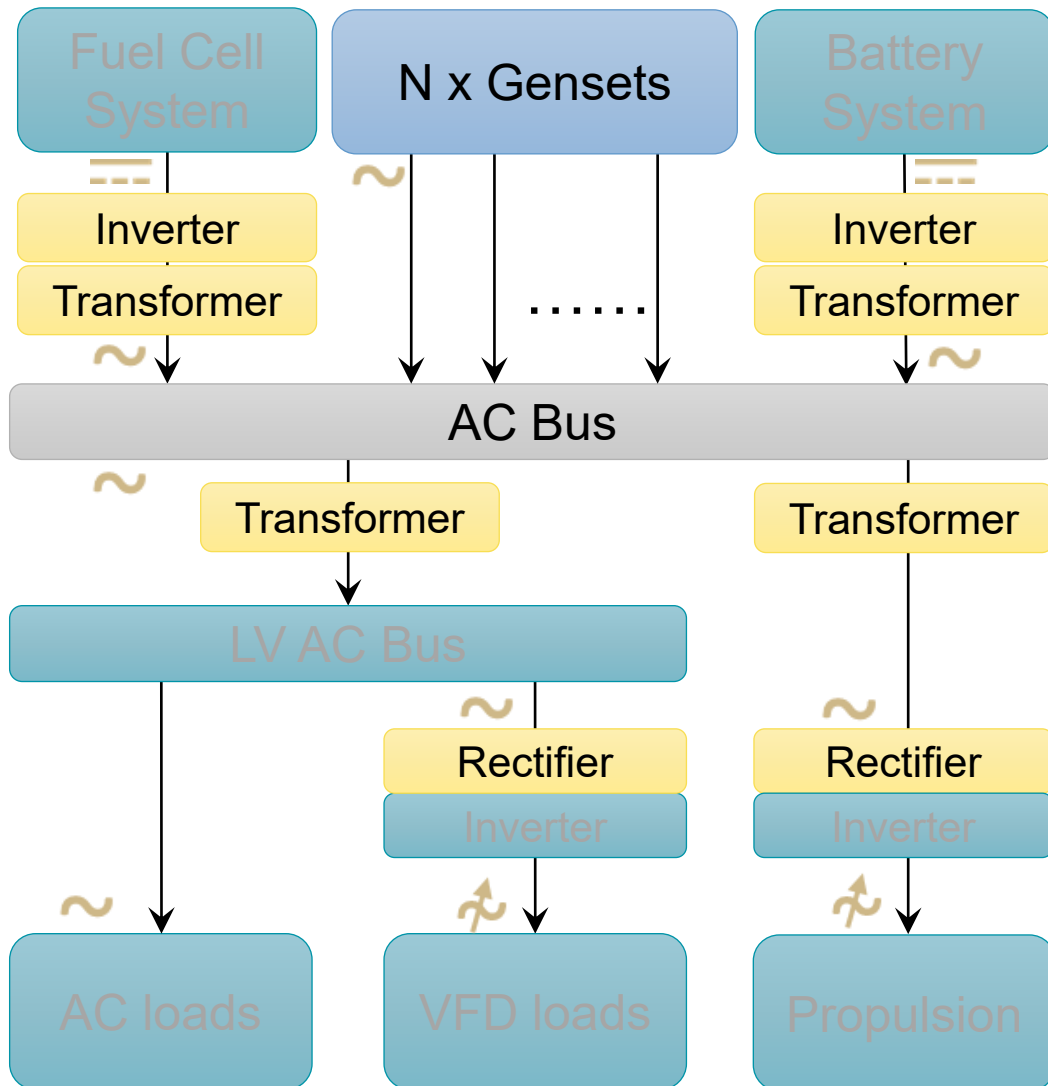 Fuel Cell
System
N x Gensets
Battery
System
Inverter
Transformer
Inverter
Transformer
......
AC Bus
Transformer
Transformer
LV AC Bus
Rectifier
Inverter
Rectifier
Inverter
AC loads
VFD loads
Propulsion